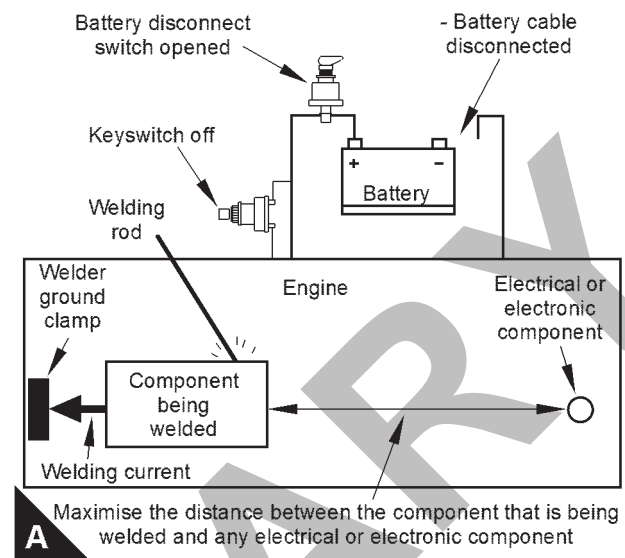 Battery disconnect
switch opened
- Battery cable
disconnected
Keyswitch off
+
-
Battery
Welding
rod
Welder
ground
clamp
Engine
Electrical or
electronic
component
Component
being
welded
Welding current
A
Maximise the distance between the component that is being
welded and any electrical or electronic component